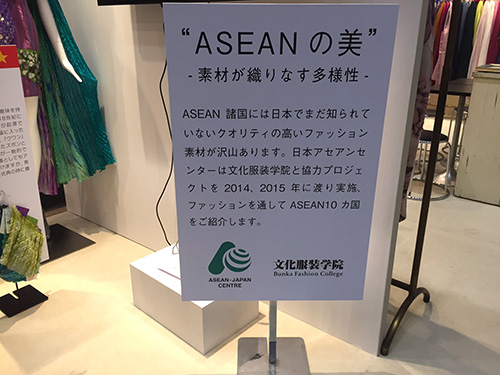 “ASEAN の美”
- 素材が織りなす多様性 -
ASEAN 諸国には日本でまだ知られて
いないクオリティの高いファッション
素材が沢山あります。日本アセアンセ
ンターは文化服装学院と協力プロジェ
クトを 2014、2015 年に渡り実施、
ファッションを通して ASEAN10 カ国
をご紹介します。
ASEAN-JAPAN
CENTRE
文化服装学院
Bunka Fashion College